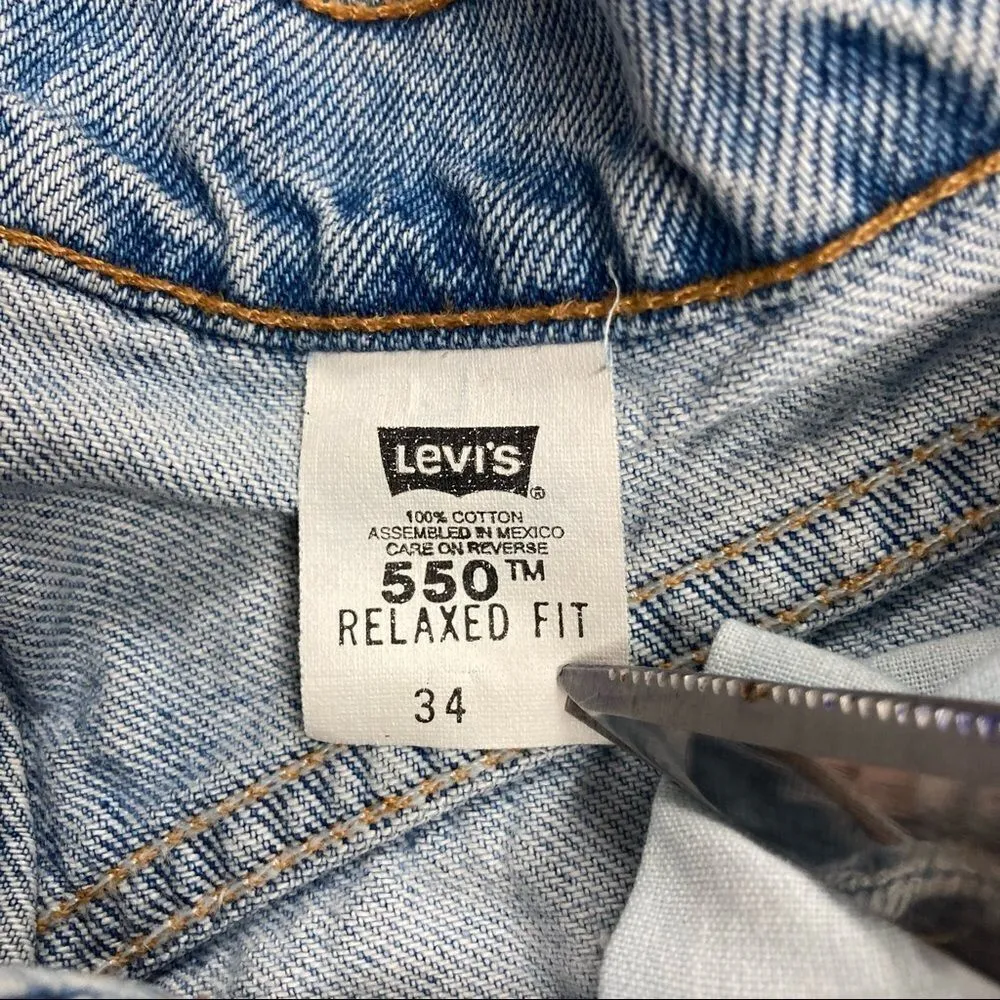 Levi's®
100% COTTON
ASSEMBLED IN MEXICO
CARE ON REVERSE
550™
RELAXED FIT
34